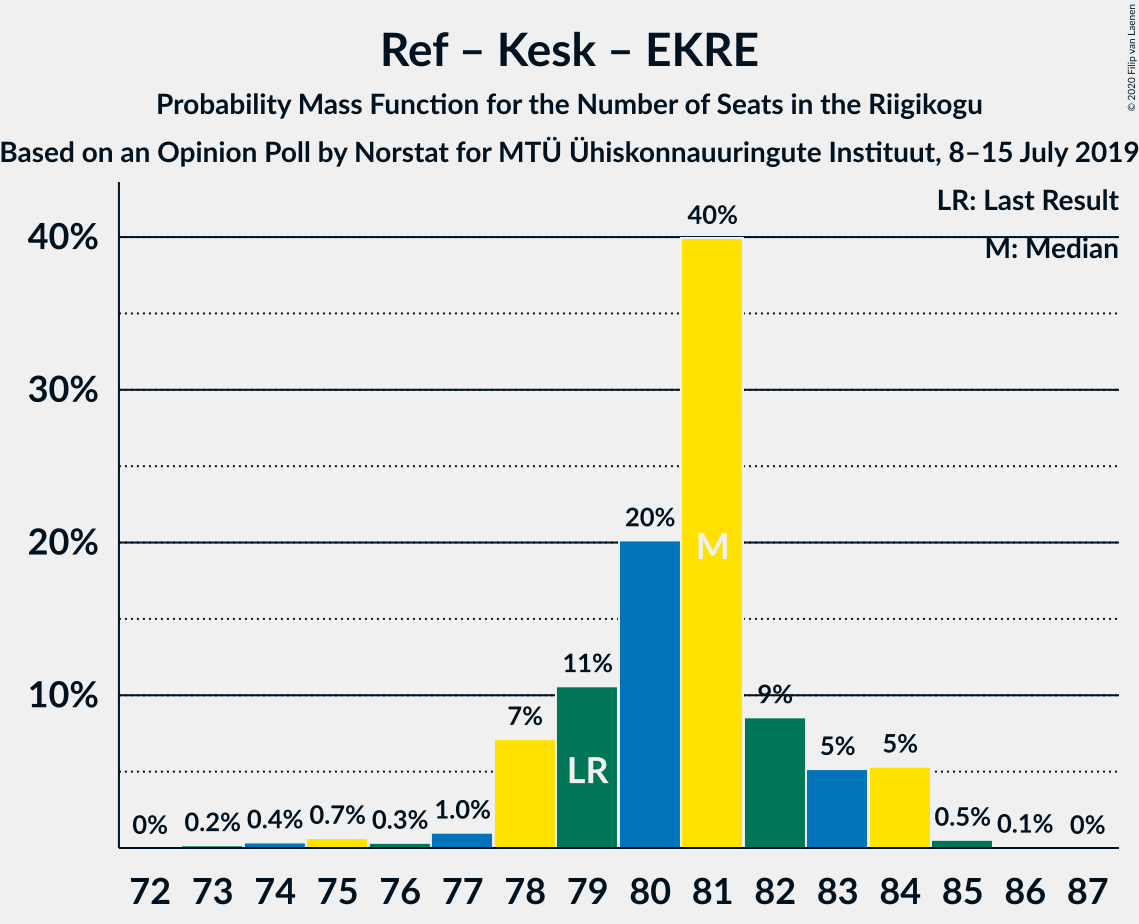 Ref – Kesk – EKRE
Probability Mass Function for the Number of Seats in the Riigikogu
Based on an Opinion Poll by Norstat for MTÜ Ühiskonnauuringute Instituut, 8–15 July 2019
© 2020 Filip van Laenen
LR: Last Result
M: Median
40%
30%
20%
10%
0%
0.2%
0.4%
0.7%
0.3%
1.0%
7%
11%
20%
40%
9%
5%
5%
0.5%
0.1%
0%
LR
M
72 73 74 75 76 77 78 79 80 81 82 83 84 85 86 87